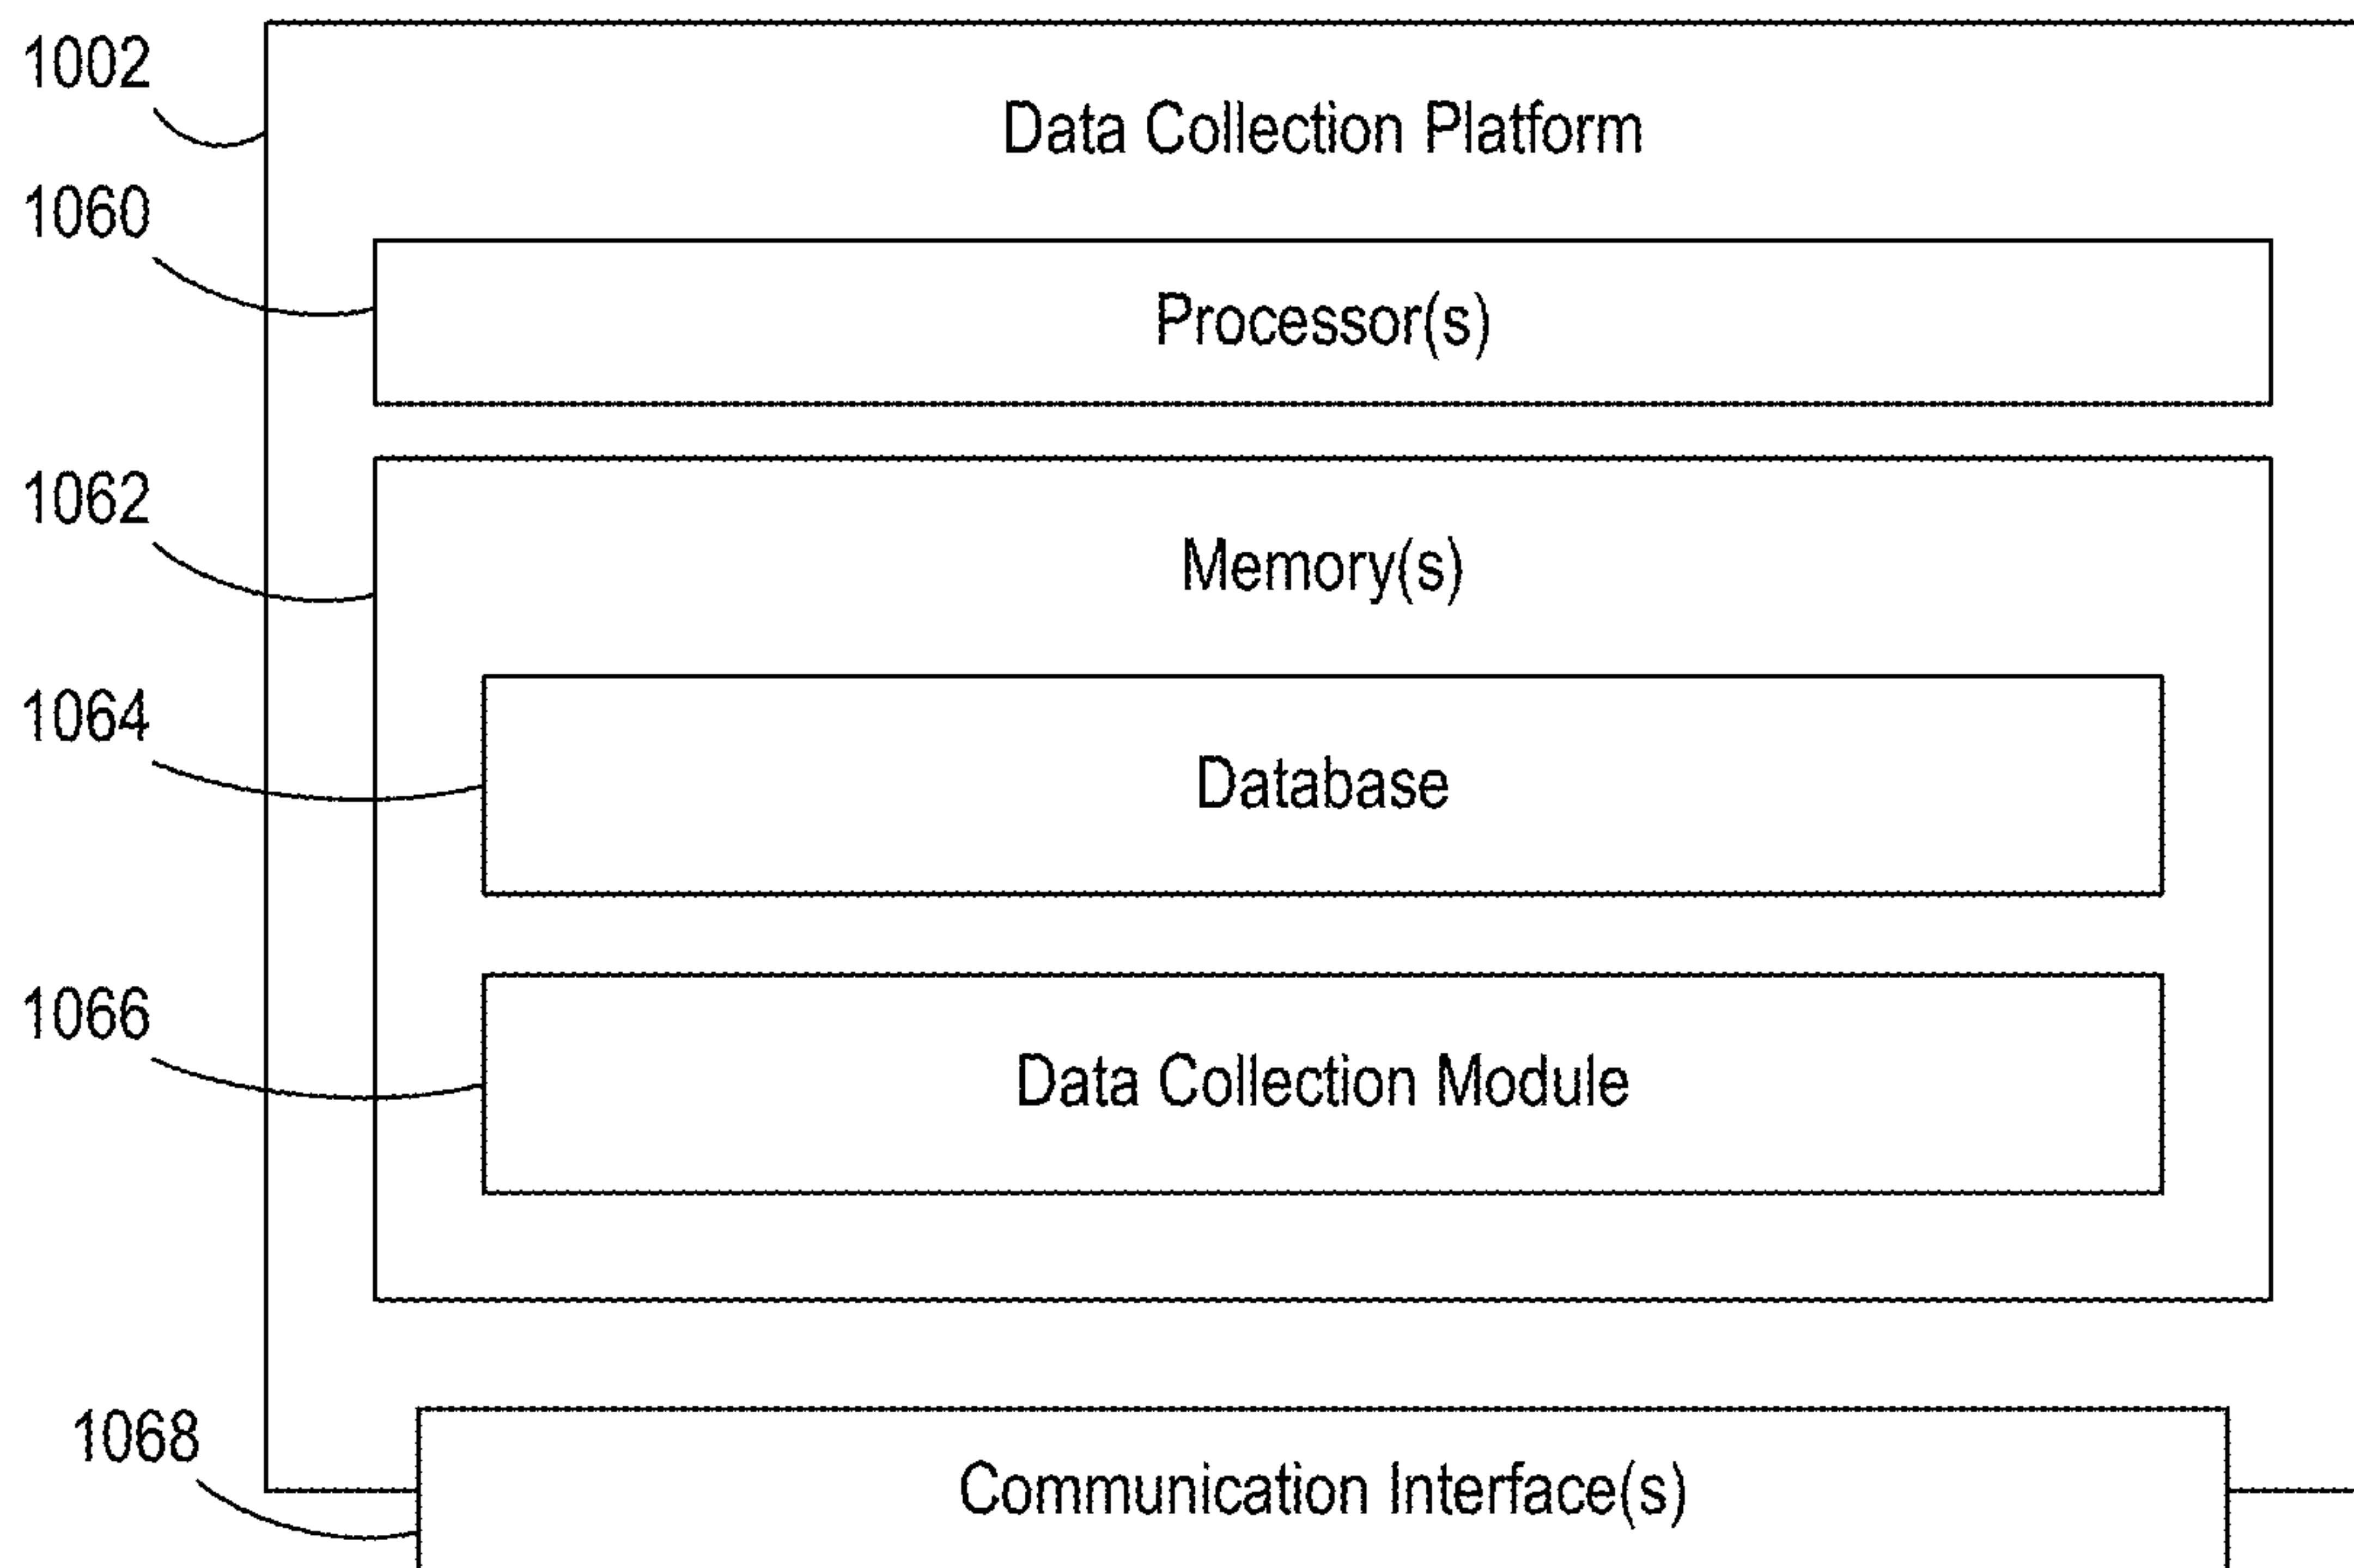 1002
Data Collection Platform
1060
Processor(s)
1062
Memory(s)
1064
Database
1066
Data Collection Module
1068
Communication Interface(s)